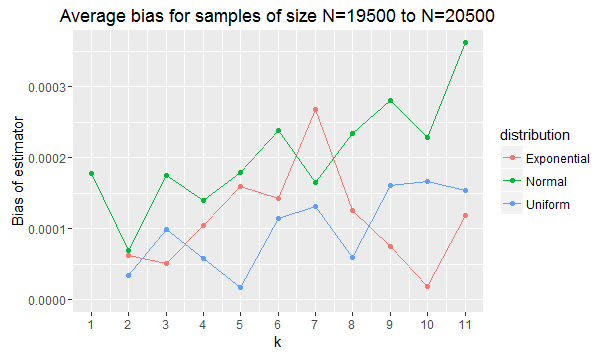 Average bias for samples of size N=19500 to N=20500
Bias of estimator
0.0003
0.0002
0.0001
0.0000
1 2 3 4 5 6 7 8 9 10 11
k
distribution
Exponential
Normal
Uniform